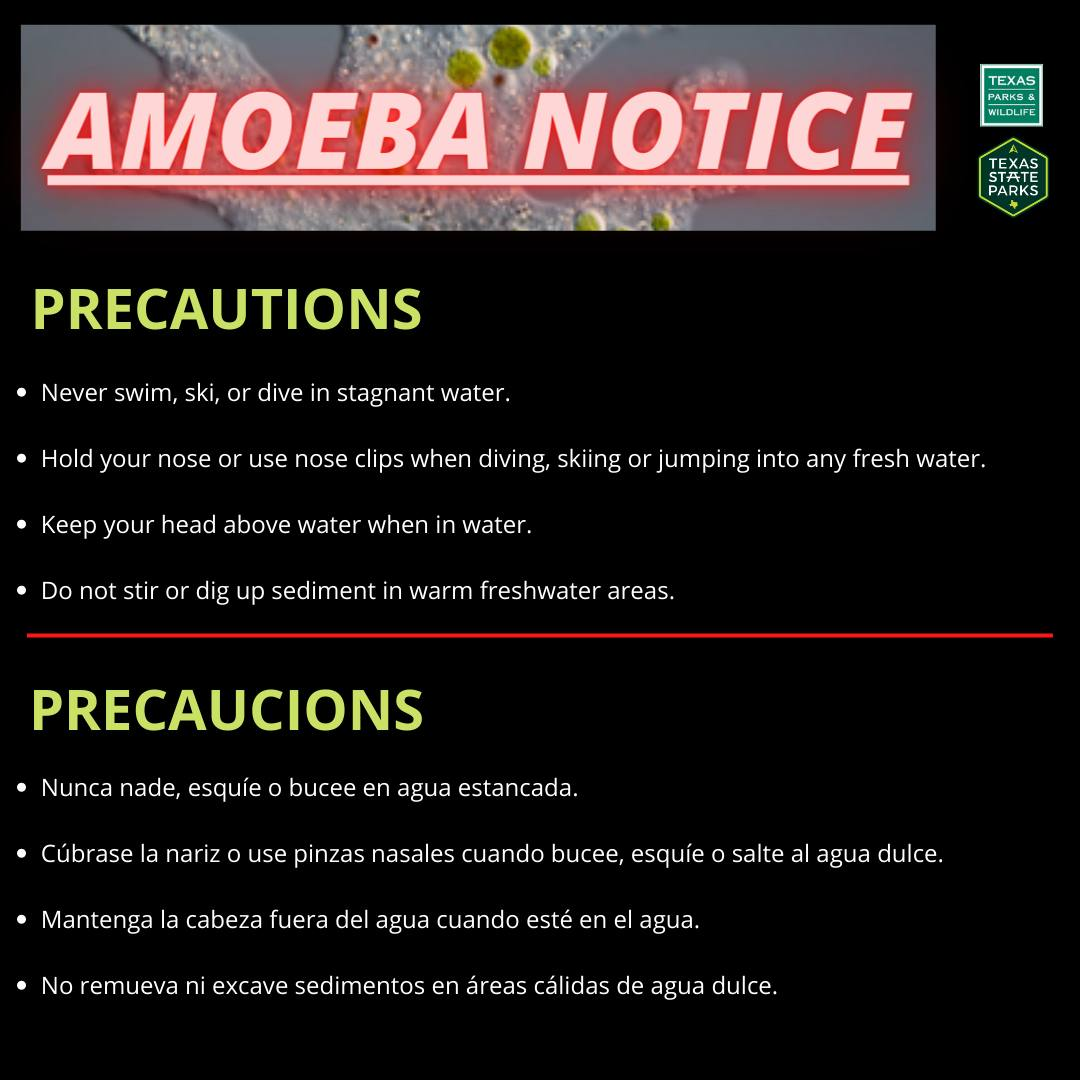 AMOEBA NOTICE
TEXAS
PARKS &
WILDLIFE
TEXAS
STATE
PARKS
PRECAUTIONS
• Never swim, ski, or dive in stagnant water.
• Hold your nose or use nose clips when diving, skiing or jumping into any fresh water.
• Keep your head above water when in water.
• Do not stir or dig up sediment in warm freshwater areas.
PRECAUCIONS
• Nunca nade, esquíe o bucee en agua estancada.
• Cúbrase la nariz o use pinzas nasales cuando bucee, esquíe o salte al agua dulce.
• Mantenga la cabeza fuera del agua cuando esté en el agua.
• No remueva ni excave sedimentos en áreas cálidas de agua dulce.